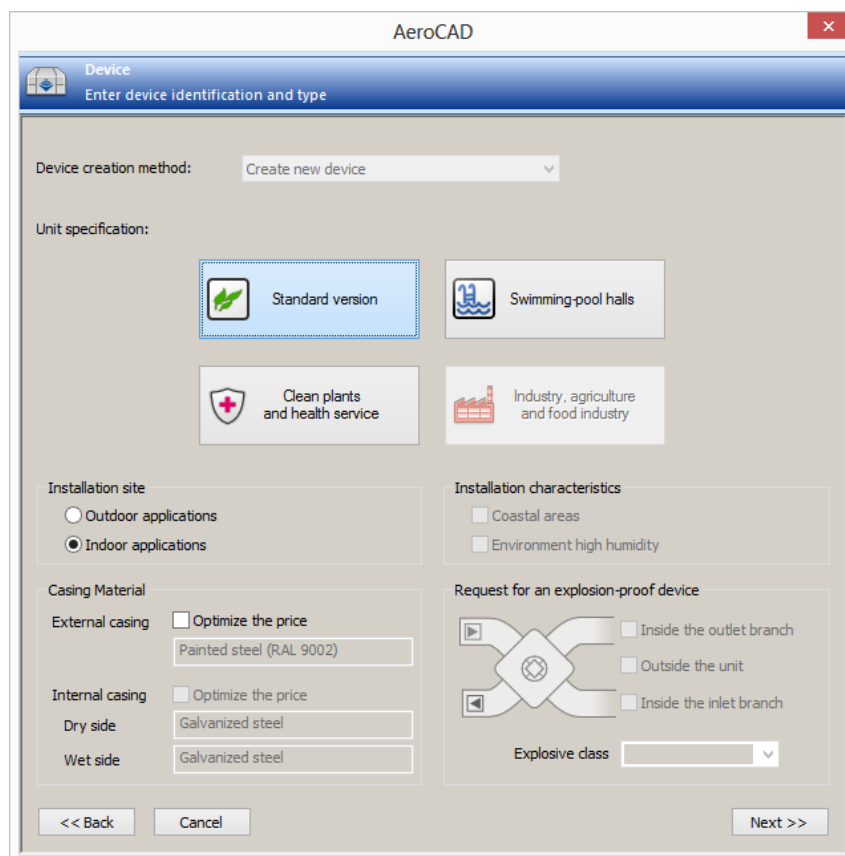 AeroCAD
Device
Enter device identification and type
Device creation method:
Create new device
Unit specification:
Standard version
Swimming-pool halls
Clean plants
and health service
Industry, agriculture
and food industry
Installation site
Outdoor applications
Indoor applications
Installation characteristics
Coastal areas
Environment high humidity
Casing Material
External casing
Optimize the price
Painted steel (RAL 9002)
Internal casing
Optimize the price
Dry side
Galvanized steel
Wet side
Galvanized steel
Request for an explosion-proof device
Inside the outlet branch
Outside the unit
Inside the inlet branch
Explosive class
<< Back
Cancel
Next >>